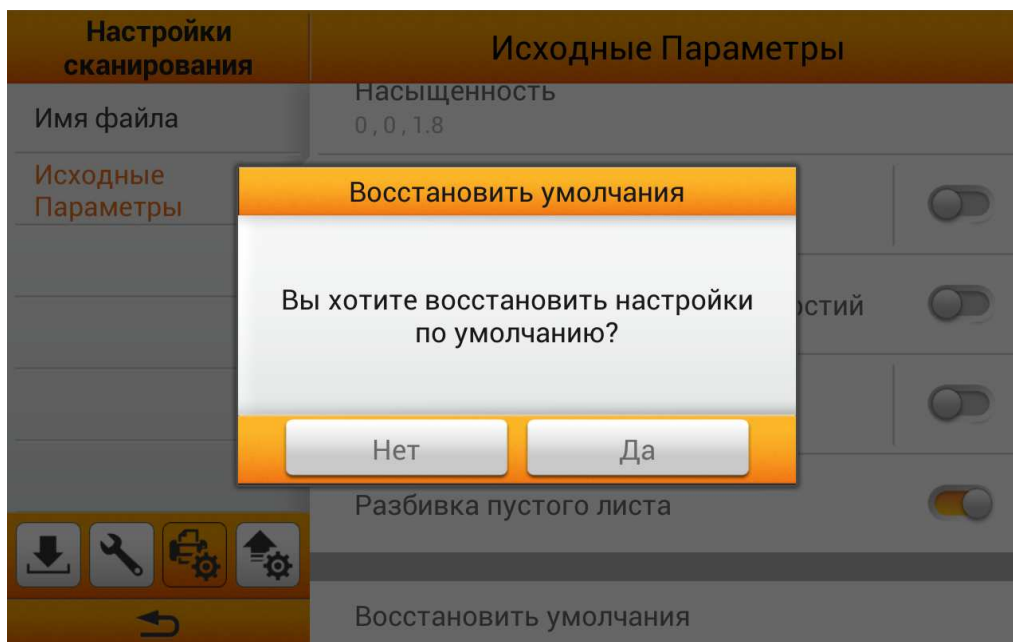 Настройки
сканирования
Исходные Параметры
Имя файла
Исходные
Параметры
Насыщенность
0 , 0 , 1.8
Восстановить умолчания
Вы хотите восстановить настройки
по умолчанию?
Нет
Да
Разбивка пустого листа
Восстановить умолчания